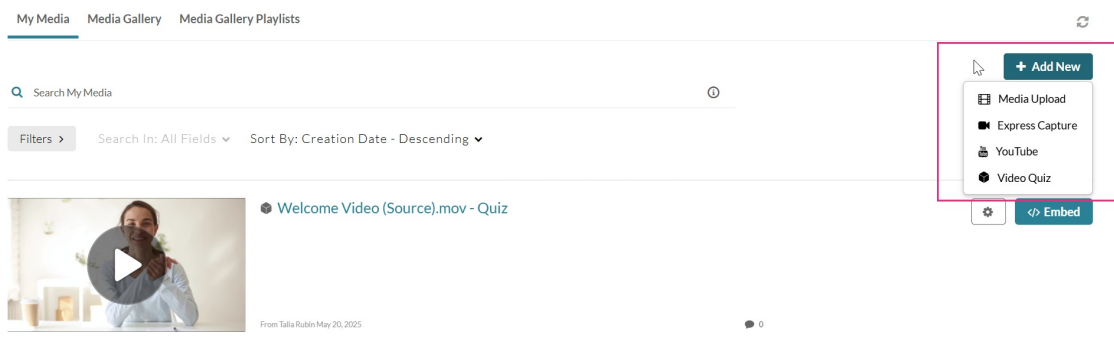 My Media Media Gallery Media Gallery Playlists
+ Add New
Search My Media
Media Upload
Express Capture
YouTube
Video Quiz
Filters > Search In: All Fields Sort By: Creation Date - Descending
Welcome Video (Source).mov - Quiz
</> Embed
From Talia Rubin May 20, 2025 0